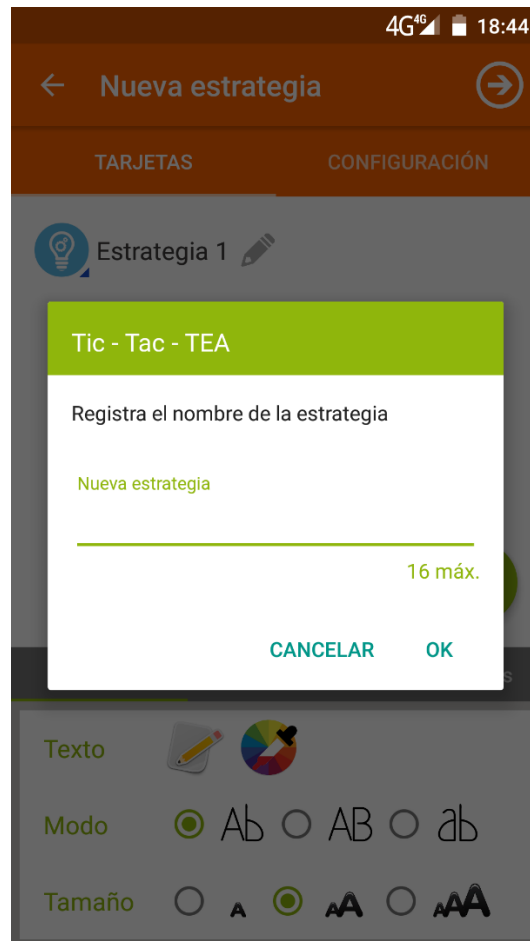 4G 4G 18:44
Nueva estrategia
TARJETAS CONFIGURACIÓN
Estrategia 1
Tic - Tac - TEA
Registra el nombre de la estrategia
Nueva estrategia
16 máx.
CANCELAR OK
Texto
Modo Ab AB ab
Tamaño A AA AAA